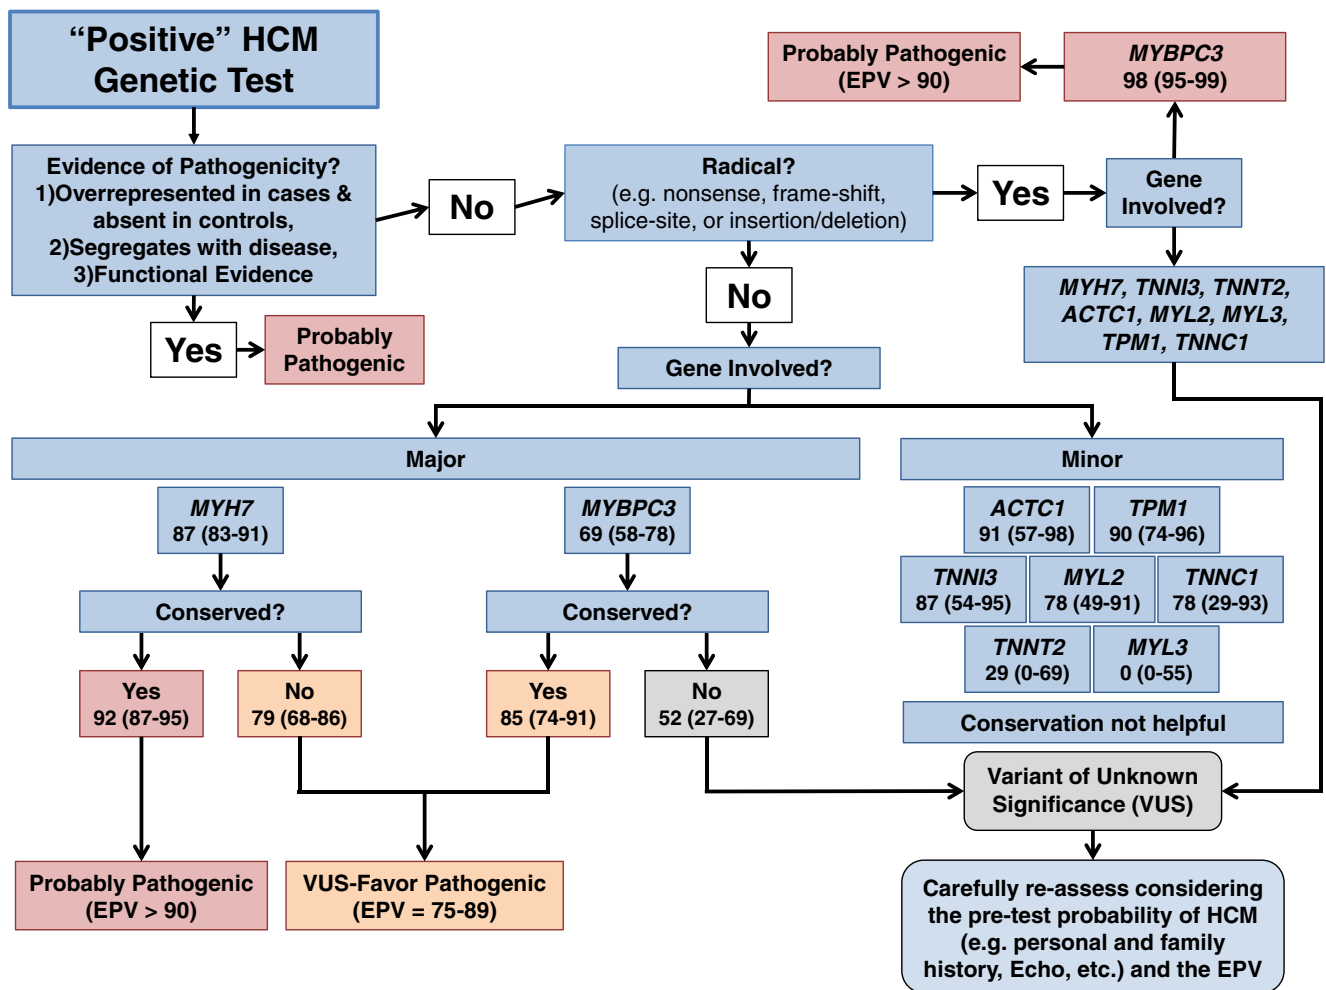 “Positive” HCM
Genetic Test
Evidence of Pathogenicity?
1)Overrepresented in cases &
absent in controls,
2)Segregates with disease,
3)Functional Evidence
Yes
Probably
Pathogenic
No
Radical?
(e.g. nonsense, frame-shift,
splice-site, or insertion/deletion)
Yes
Gene
Involved?
MYBPC3
98 (95-99)
Probably Pathogenic
(EPV > 90)
MYH7, TNNI3, TNNT2,
ACTC1, MYL2, MYL3,
TPM1, TNNC1
No
Gene Involved?
Major
MYH7
87 (83-91)
Conserved?
Yes
92 (87-95)
No
79 (68-86)
MYBPC3
69 (58-78)
Conserved?
Yes
85 (74-91)
No
52 (27-69)
Probably Pathogenic
(EPV > 90)
VUS-Favor Pathogenic
(EPV = 75-89)
Minor
ACTC1
91 (57-98)
TPM1
90 (74-96)
TNNI3
87 (54-95)
MYL2
78 (49-91)
TNNC1
78 (29-93)
TNNT2
29 (0-69)
MYL3
0 (0-55)
Conservation not helpful
Variant of Unknown
Significance (VUS)
Carefully re-assess considering
the pre-test probability of HCM
(e.g. personal and family
history, Echo, etc.) and the EPV